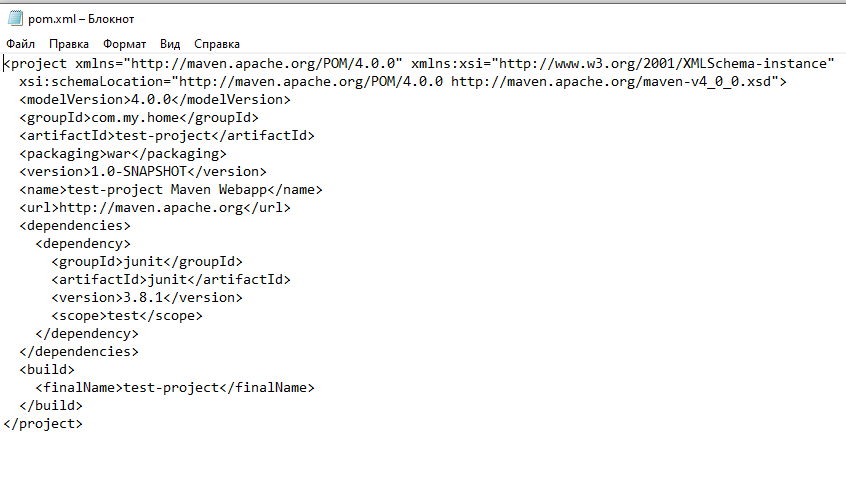 pom.xml – Блокнот
Файл Правка Формат Вид Справка
<project xmlns="http://maven.apache.org/POM/4.0.0" xmlns:xsi="http://www.w3.org/2001/XMLSchema-instance"
  xsi:schemaLocation="http://maven.apache.org/POM/4.0.0 http://maven.apache.org/maven-v4_0_0.xsd">
  <modelVersion>4.0.0</modelVersion>
  <groupId>com.my.home</groupId>
  <artifactId>test-project</artifactId>
  <packaging>war</packaging>
  <version>1.0-SNAPSHOT</version>
  <name>test-project Maven Webapp</name>
  <url>http://maven.apache.org</url>
  <dependencies>
    <dependency>
      <groupId>junit</groupId>
      <artifactId>junit</artifactId>
      <version>3.8.1</version>
      <scope>test</scope>
    </dependency>
  </dependencies>
  <build>
    <finalName>test-project</finalName>
  </build>
</project>